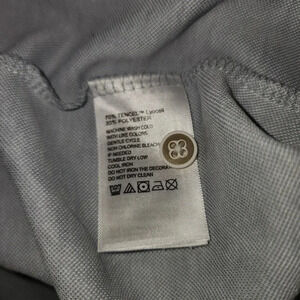 70% TENCEL™ Lyocell
30% POLYESTER
MACHINE WASH COLD
WITH LIKE COLORS
GENTLE CYCLE
NON CHLORINE BLEACH
IF NEEDED
TUMBLE DRY LOW
COOL IRON
DO NOT IRON THE DECORA
DO NOT DRY CLEAN